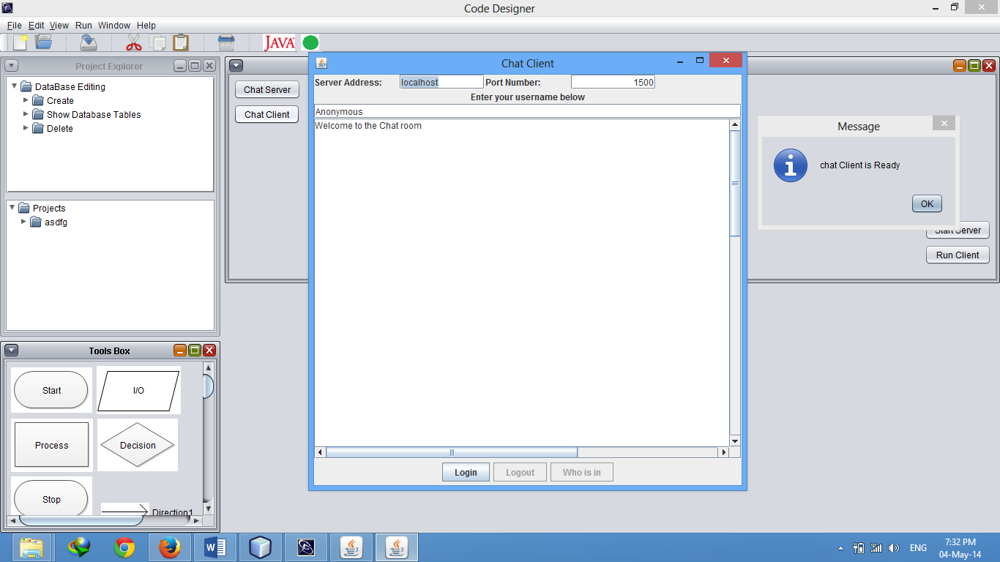 Code Designer
File Edit View Run Window Help
JAVA
Project Explorer
DataBase Editing
Create
Show Database Tables
Delete
Projects
asdfg
Tools Box
Start
I/O
Process
Decision
Stop
Direction1
Chat Server
Chat Client
Chat Client
Server Address: localhost Port Number: 1500
Enter your username below
Anonymous
Welcome to the Chat room
Login Logout Who is in
Message
chat Client is Ready
OK
Start Server
Run Client
ENG
7:32 PM
04-May-14